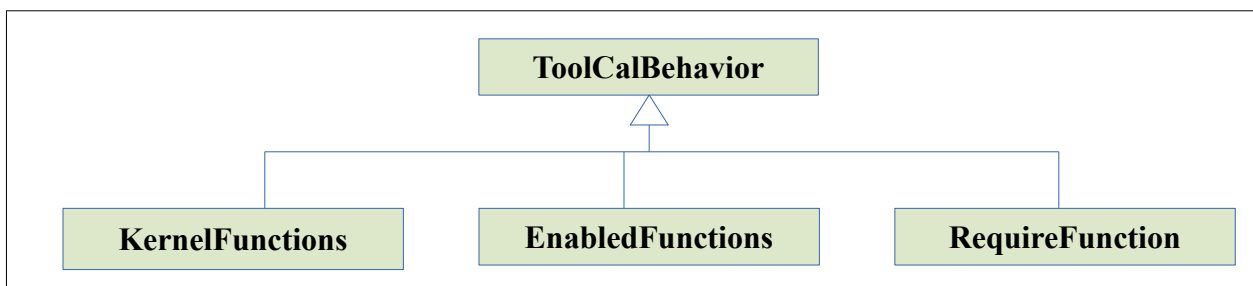 ToolCalBehavior
KernelFunctions
EnabledFunctions
RequireFunction